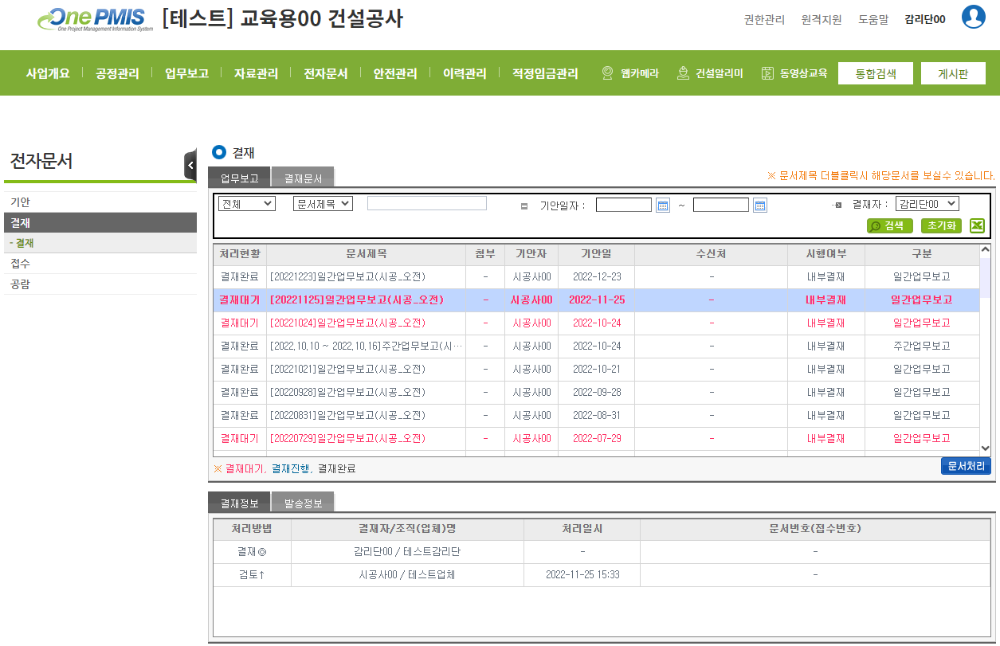 One PMIS
One Project Management Information System
[테스트] 교육용00 건설공사
권한관리 원격지원 도움말 감리단00
사업개요 공정관리 업무보고 자료관리 전자문서 안전관리 이력관리 적정임금관리 웹카메라 건설알리미 동영상교육 통합검색 게시판
전자문서
기안
결재
- 결재
접수
공람
결재
업무보고 결재문서
※ 문서제목 더블클릭시 해당문서를 보실수 있습니다.
전체 문서제목 기안일자 : ~ 결재자 : 감리단00
검색 초기화
처리현황 문서제목 첨부 기안자 기안일 수신처 시행여부 구분
결재완료 [20221223]일간업무보고(시공_오전) - 시공사00 2022-12-23 - 내부결재 일간업무보고
결재대기 [20221125]일간업무보고(시공_오전) - 시공사00 2022-11-25 - 내부결재 일간업무보고
결재대기 [20221024]일간업무보고(시공_오전) - 시공사00 2022-10-24 - 내부결재 일간업무보고
결재완료 [2022.10.10 ~ 2022.10.16]주간업무보고(시… - 시공사00 2022-10-24 - 내부결재 주간업무보고
결재완료 [20221021]일간업무보고(시공_오전) - 시공사00 2022-10-21 - 내부결재 일간업무보고
결재완료 [20220928]일간업무보고(시공_오전) - 시공사00 2022-09-28 - 내부결재 일간업무보고
결재완료 [20220831]일간업무보고(시공_오전) - 시공사00 2022-08-31 - 내부결재 일간업무보고
결재대기 [20220729]일간업무보고(시공_오전) - 시공사00 2022-07-29 - 내부결재 일간업무보고
※ 결재대기, 결재진행, 결재완료
문서처리
결재정보 발송정보
처리방법 결재자/조직(업체)명 처리일시 문서번호(접수번호)
결재◎ 감리단00 / 테스트감리단 - -
검토↑ 시공사00 / 테스트업체 2022-11-25 15:33 -